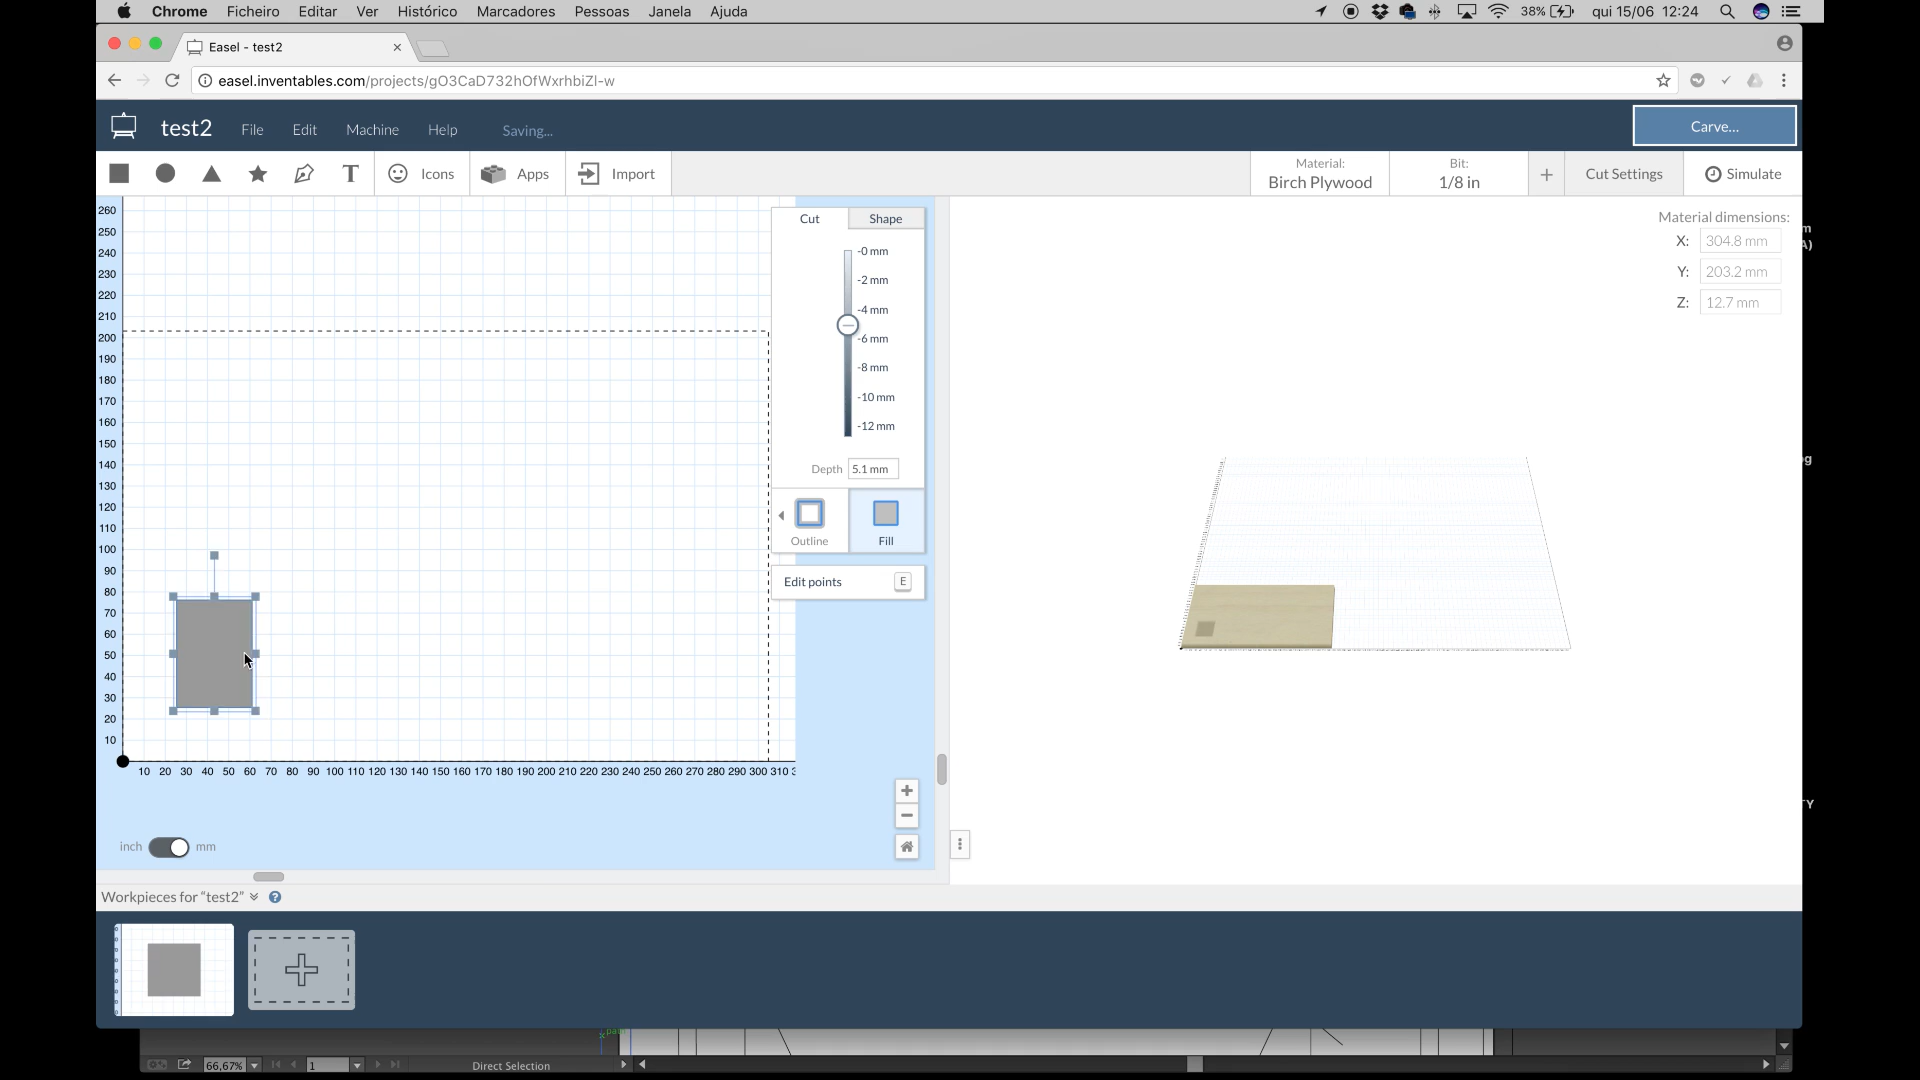 Chrome Ficheiro Editar Ver Histórico Marcadores Pessoas Janela Ajuda 38% qui 15/06 12:24
Easel - test2
easel.inventables.com/projects/gO3CaD732hOfWxrhbiZl-w
test2 File Edit Machine Help Saving... Carve...
T Icons Apps Import Material: Birch Plywood Bit: 1/8 in + Cut Settings Simulate
Material dimensions:
X: 304.8 mm
Y: 203.2 mm
Z: 12.7 mm
Cut Shape
-0 mm
-2 mm
-4 mm
-6 mm
-8 mm
-10 mm
-12 mm
Depth 5.1 mm
Outline Fill
Edit points E
260
250
240
230
220
210
200
190
180
170
160
150
140
130
120
110
100
90
80
70
60
50
40
30
20
10
10 20 30 40 50 60 70 80 90 100 110 120 130 140 150 160 170 180 190 200 210 220 230 240 250 260 270 280 290 300 310
inch mm
Workpieces for “test2” ?
66,67% 1 Direct Selection